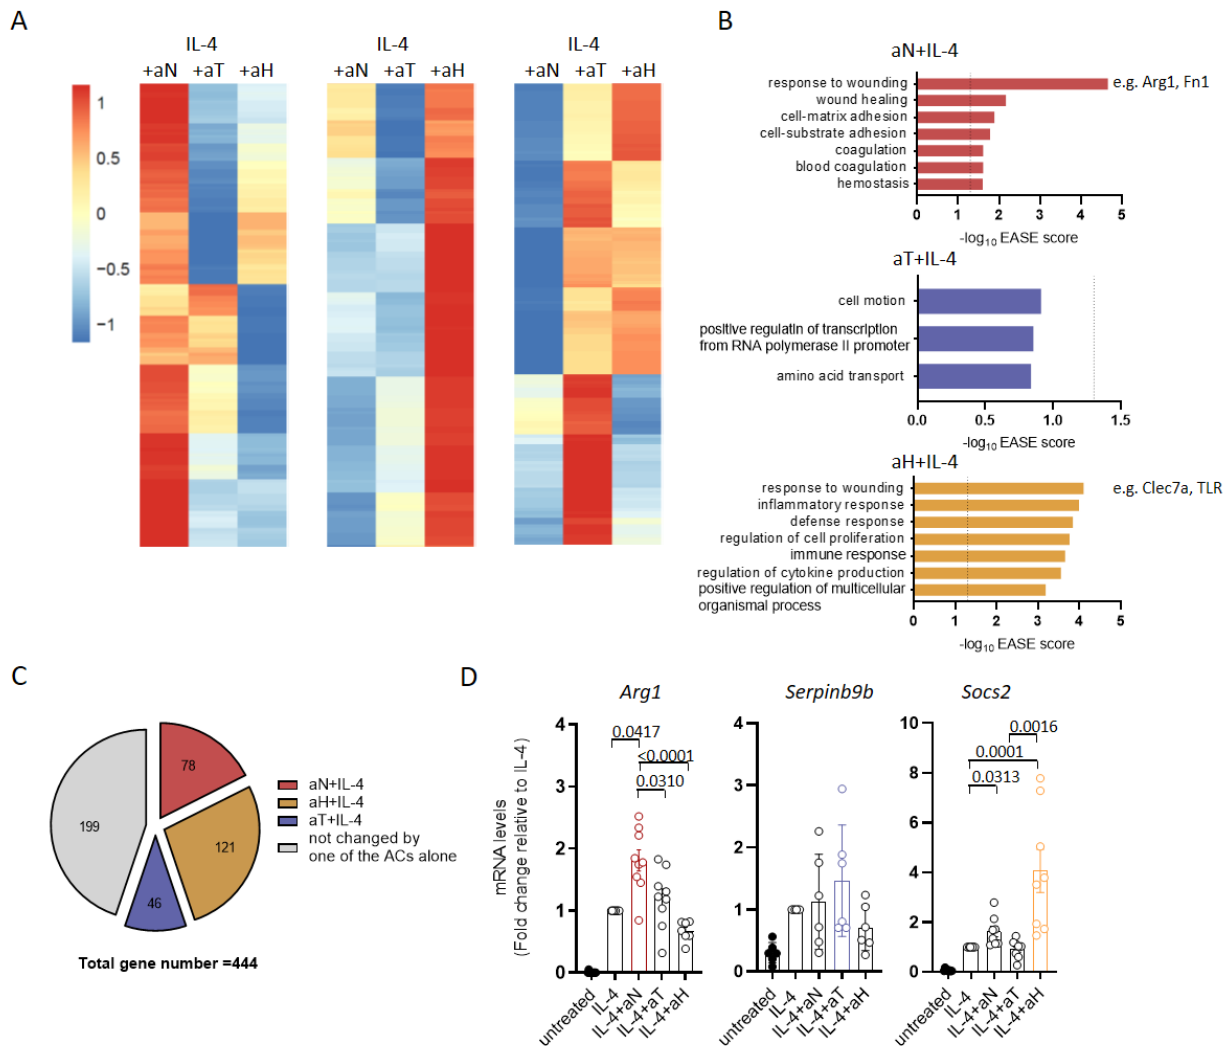 A
IL-4
+aN +aT +aH
IL-4
+aN +aT +aH
IL-4
+aN +aT +aH
1
0.5
0
−0.5
−1
B
aN+IL-4
response to wounding
wound healing
cell-matrix adhesion
cell-substrate adhesion
coagulation
blood coagulation
hemostasis
e.g. Arg1, Fn1
0 1 2 3 4 5
-log10 EASE score
aT+IL-4
cell motion
positive regulatin of transcription
from RNA polymerase II promoter
amino acid transport
0.0 0.5 1.0 1.5
-log10 EASE score
aH+IL-4
response to wounding
inflammatory response
defense response
regulation of cell proliferation
immune response
regulation of cytokine production
positive regulation of multicellular
organismal process
e.g. Clec7a, TLR
0 1 2 3 4 5
-log10 EASE score
C
78
121
46
199
aN+IL-4
aH+IL-4
aT+IL-4
not changed by
one of the ACs alone
Total gene number =444
D
mRNA levels
(Fold change relative to IL-4)
Arg1
4
3
2
1
0
0.0417
<0.0001
0.0310
untreated
IL-4
IL-4+aN
IL-4+aT
IL-4+aH
Serpinb9b
4
3
2
1
0
untreated
IL-4
IL-4+aN
IL-4+aT
IL-4+aH
Socs2
10
8
6
4
2
0
0.0016
0.0001
0.0313
untreated
IL-4
IL-4+aN
IL-4+aT
IL-4+aH